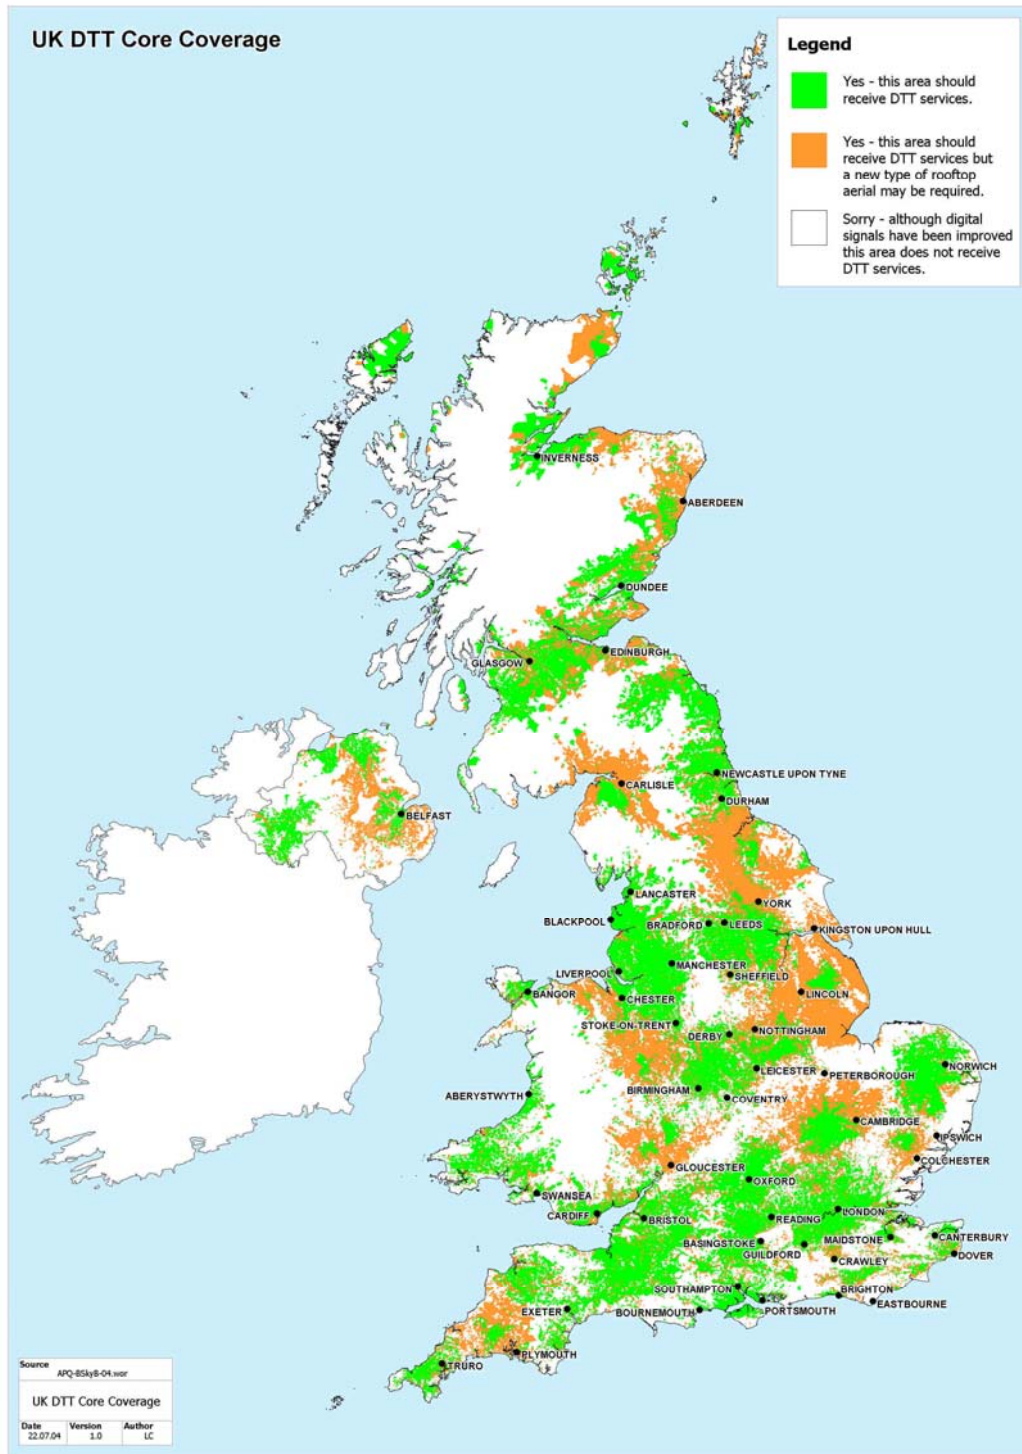 UK DTT Core Coverage
Legend
Yes - this area should
receive DTT services.
Yes - this area should
receive DTT services but
a new type of rooftop
aerial may be required.
Sorry - although digital
signals have been improved
this area does not receive
DTT services.
INVERNESS
ABERDEEN
DUNDEE
EDINBURGH
GLASGOW
NEWCASTLE UPON TYNE
CARLISLE
DURHAM
BELFAST
LANCASTER
YORK
BLACKPOOL
BRADFORD
LEEDS
KINGSTON UPON HULL
MANCHESTER
LIVERPOOL
SHEFFIELD
BANGOR
CHESTER
LINCOLN
STOKE-ON-TRENT
DERBY
NOTTINGHAM
NORWICH
LEICESTER
PETERBOROUGH
BIRMINGHAM
ABERYSTWYTH
COVENTRY
CAMBRIDGE
IPSWICH
COLCHESTER
GLOUCESTER
OXFORD
SWANSEA
CARDIFF
BRISTOL
READING
LONDON
BASINGSTOKE
MAIDSTONE
CANTERBURY
GUILDFORD
DOVER
CRAWLEY
SOUTHAMPTON
BRIGHTON
EXETER
BOURNEMOUTH
PORTSMOUTH
EASTBOURNE
PLYMOUTH
TRURO
Source
APQ-BSkyB-04.wor
UK DTT Core Coverage
Date Version Author
22.07.04 1.0 LC